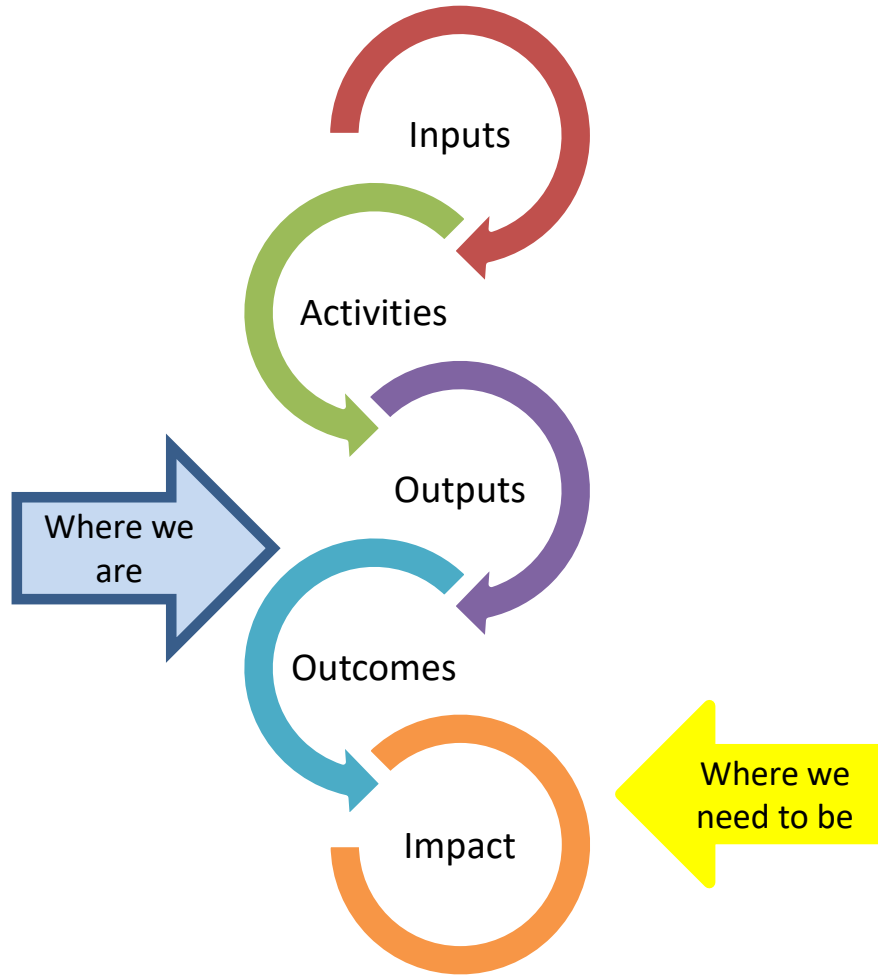 Inputs
Activities
Outputs
Where we
are
Outcomes
Where we
need to be
Impact